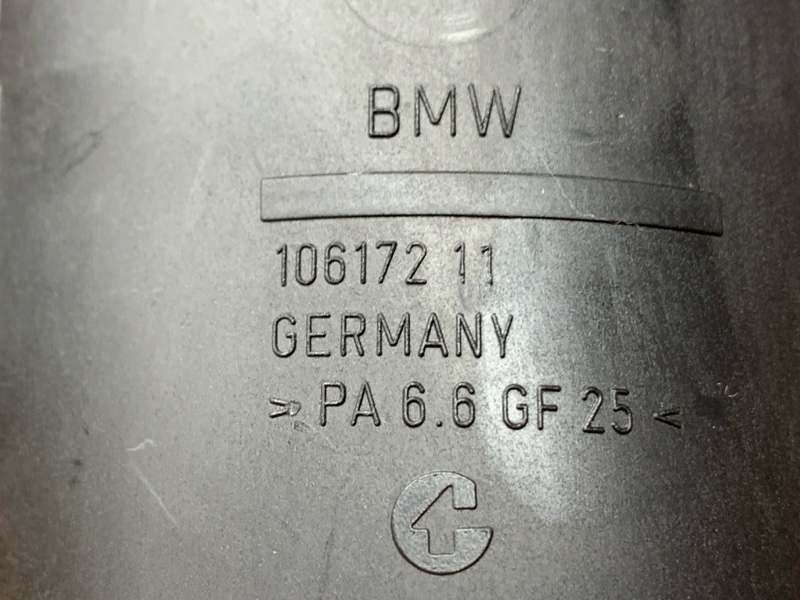 BMW
106172 11
GERMANY
> PA 6.6 GF 25 <